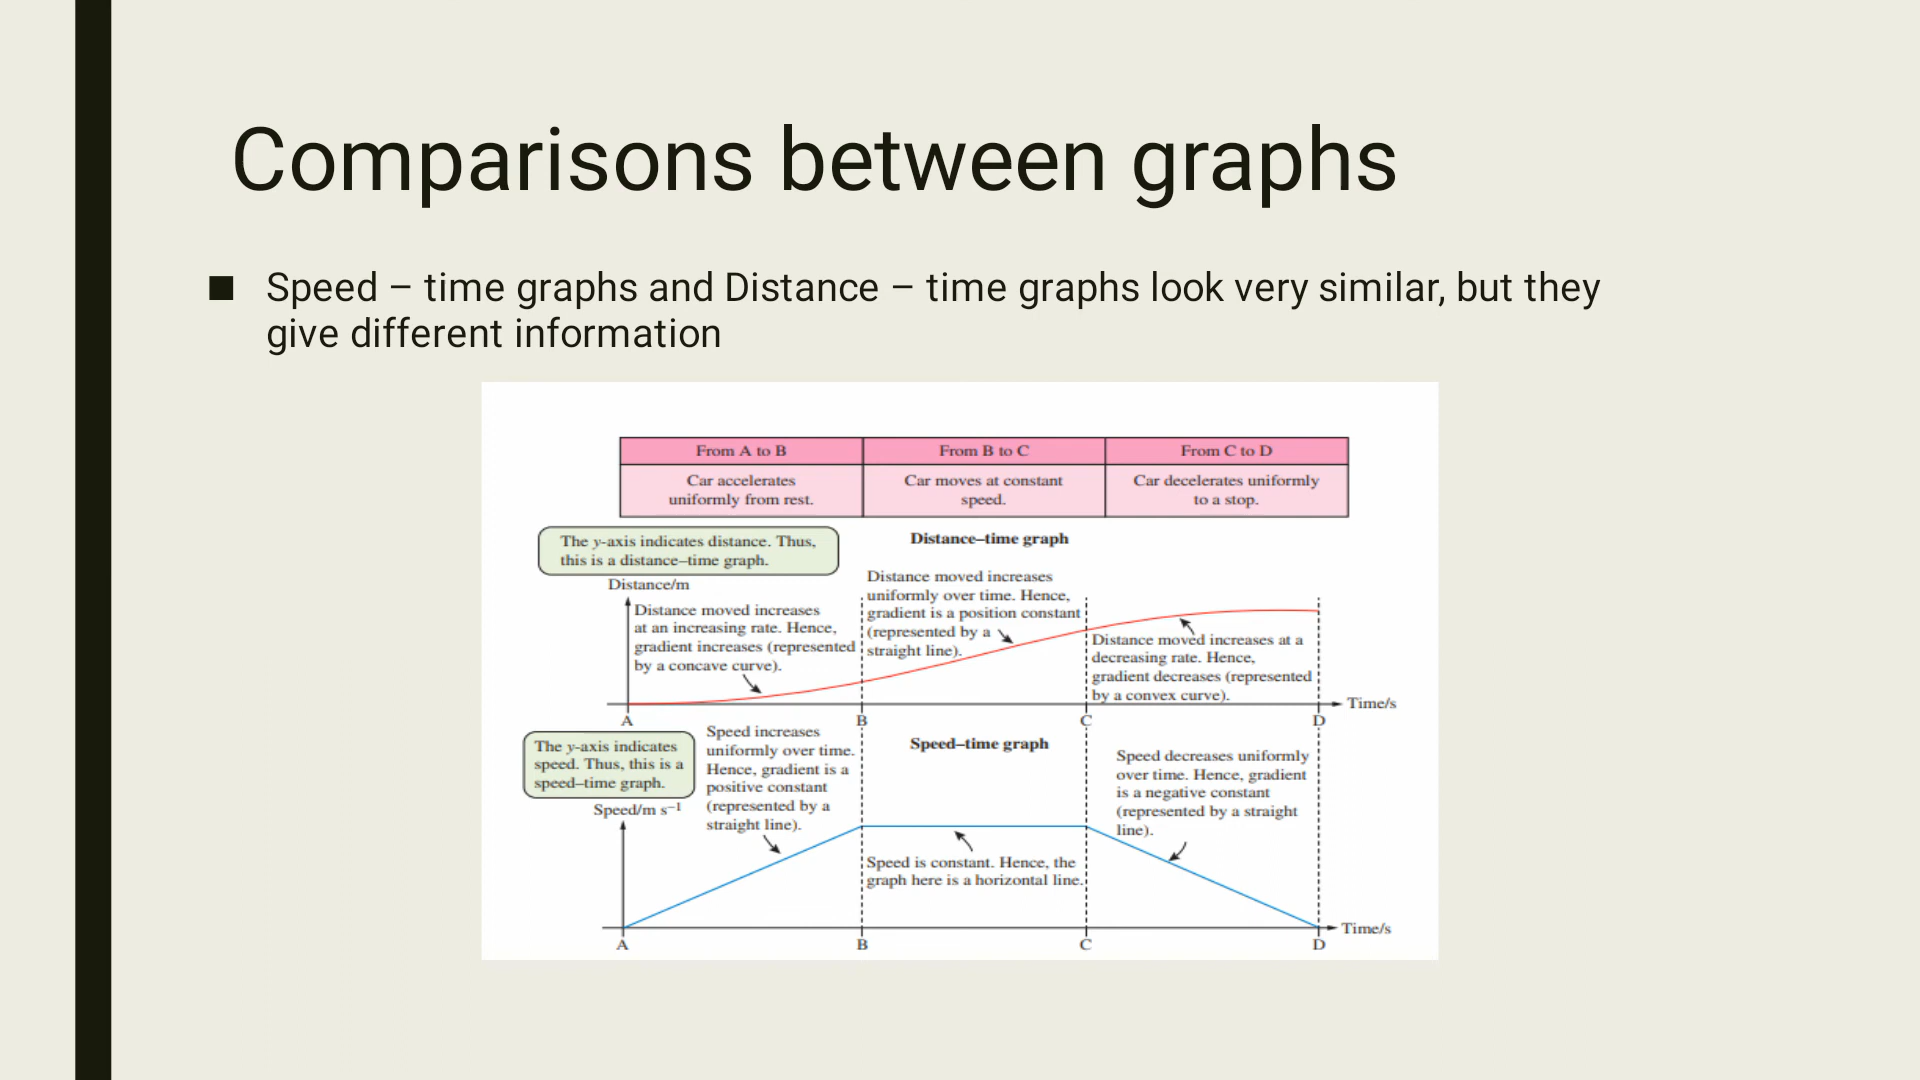 Comparisons between graphs
■ Speed – time graphs and Distance – time graphs look very similar, but they
give different information
From A to B
From B to C
From C to D
Car accelerates
uniformly from rest.
Car moves at constant
speed.
Car decelerates uniformly
to a stop.
The y-axis indicates distance. Thus,
this is a distance–time graph.
Distance–time graph
Distance/m
Distance moved increases
at an increasing rate. Hence,
gradient increases (represented
by a concave curve).
Distance moved increases
uniformly over time. Hence,
gradient is a position constant
(represented by a
straight line).
Distance moved increases at a
decreasing rate. Hence,
gradient decreases (represented
by a convex curve).
Time/s
A
B
C
D
The y-axis indicates
speed. Thus, this is a
speed–time graph.
Speed–time graph
Speed/m s⁻¹
Speed increases
uniformly over time.
Hence, gradient is a
positive constant
(represented by a
straight line).
Speed is constant. Hence, the
graph here is a horizontal line.
Speed decreases uniformly
over time. Hence, gradient
is a negative constant
(represented by a straight
line).
Time/s
A
B
C
D